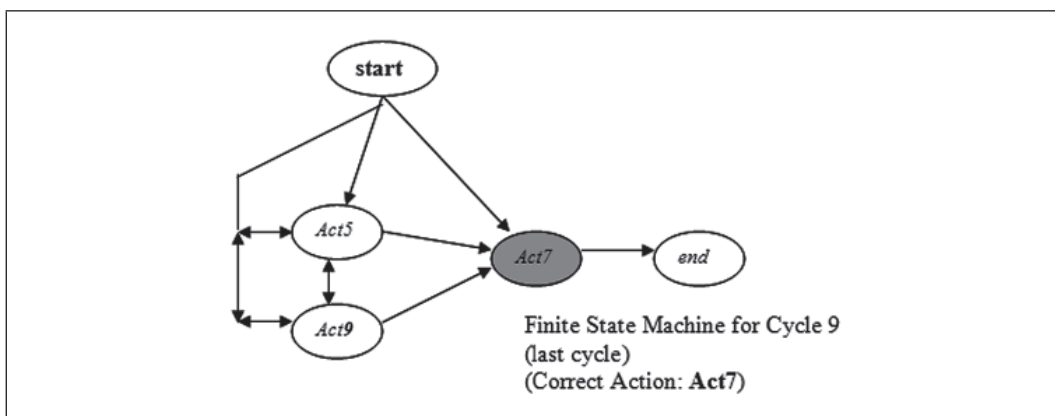 start
Act5
Act7
end
Act9
Finite State Machine for Cycle 9
(last cycle)
(Correct Action: Act7)